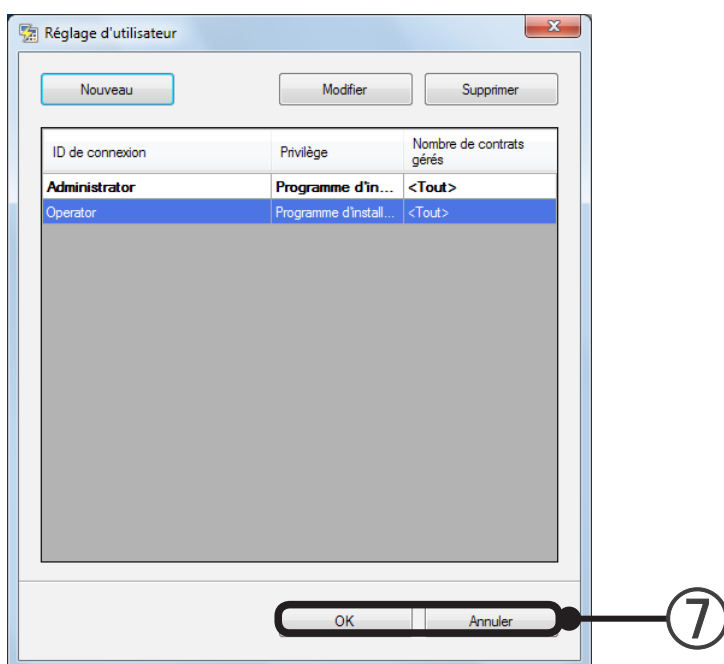 Réglage d'utilisateur
Nouveau Modifier Supprimer
ID de connexion Privilège Nombre de contrats
gérés
Administrator Programme d'in... <Tout>
Operator Programme d'install... <Tout>
OK Annuler
⑦